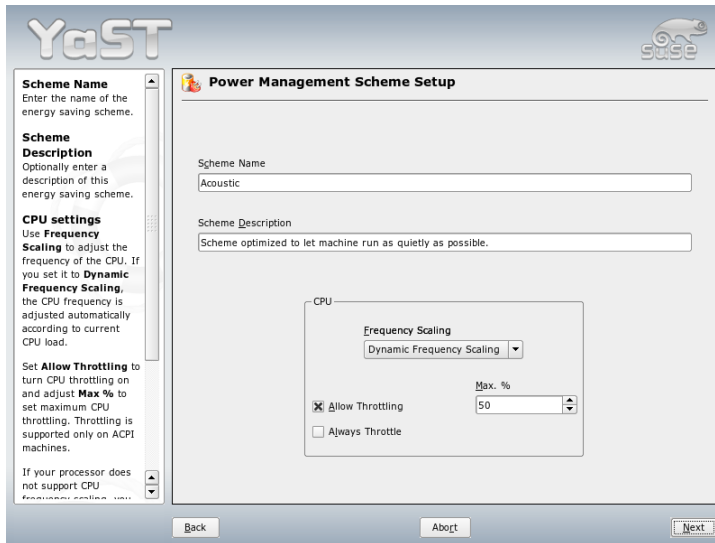 YaST
SUSE
Scheme Name
Enter the name of the
energy saving scheme.
Scheme
Description
Optionally enter a
description of this
energy saving scheme.
CPU settings
Use Frequency
Scaling to adjust the
frequency of the CPU. If
you set it to Dynamic
Frequency Scaling,
the CPU frequency is
adjusted automatically
according to current
CPU load.
Set Allow Throttling to
turn CPU throttling on
and adjust Max % to
set maximum CPU
throttling. Throttling is
supported only on ACPI
machines.
If your processor does
not support CPU
frequency scaling, you
Power Management Scheme Setup
Scheme Name
Acoustic
Scheme Description
Scheme optimized to let machine run as quietly as possible.
CPU
Frequency Scaling
Dynamic Frequency Scaling
Max. %
Allow Throttling
50
Always Throttle
Back
Abort
Next